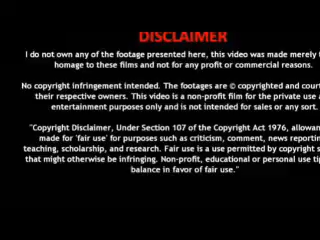 DISCLAIMER
I do not own any of the footage presented here, this video was made merely
homage to these films and not for any profit or commercial reasons.
No copyright infringement intended. The footages are © copyrighted and
their respective owners. This video is a non-profit film for the private use
entertainment purposes only and is not intended for sales or any sort.
"Copyright Disclaimer, Under Section 107 of the Copyright Act 1976,
made for 'fair use' for purposes such as criticism, comment, news
teaching, scholarship, and research. Fair use is a use permitted by copyright
that might otherwise be infringing. Non-profit, educational or personal use
balance in favor of fair use."